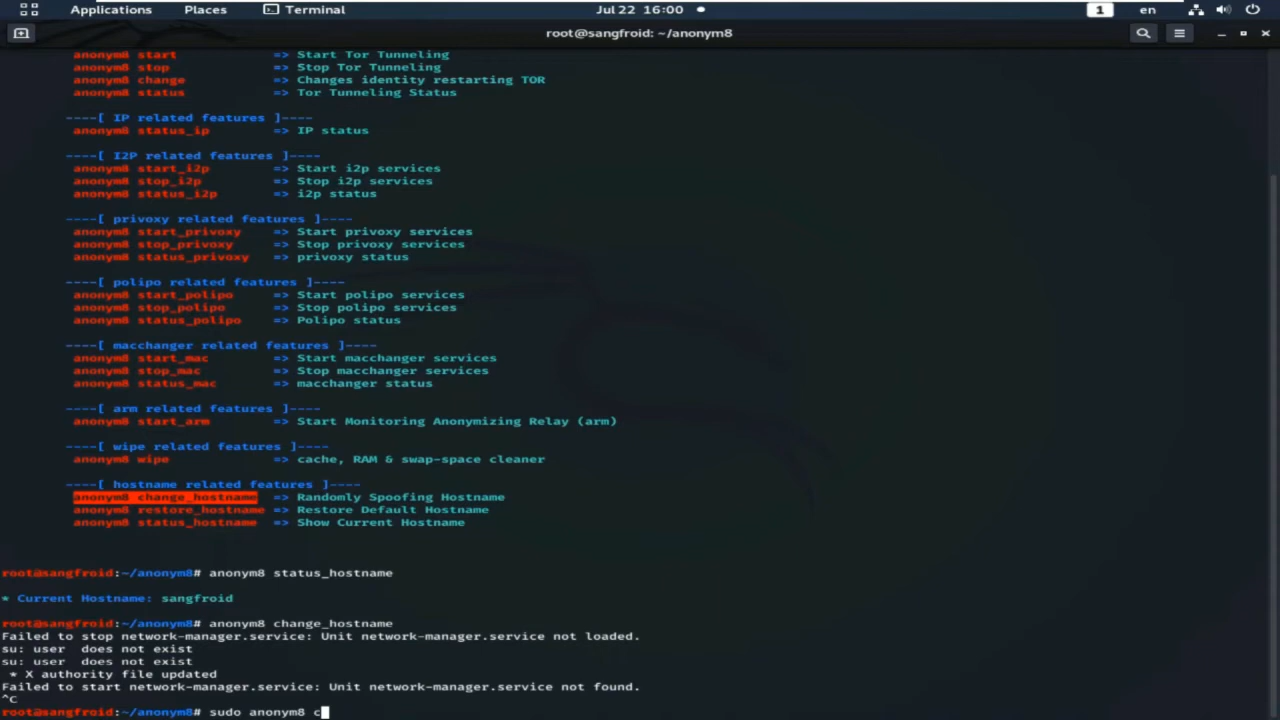 Applications Places Terminal Jul 22 16:00 1 en
root@sangfroid: ~/anonym8
anonym8 start => Start Tor Tunneling
anonym8 stop => Stop Tor Tunneling
anonym8 change => Changes identity restarting TOR
anonym8 status => Tor Tunneling Status
----[ IP related features ]----
anonym8 status_ip => IP status
----[ I2P related features ]----
anonym8 start_i2p => Start i2p services
anonym8 stop_i2p => Stop i2p services
anonym8 status_i2p => i2p status
----[ privoxy related features ]----
anonym8 start_privoxy => Start privoxy services
anonym8 stop_privoxy => Stop privoxy services
anonym8 status_privoxy => privoxy status
----[ polipo related features ]----
anonym8 start_polipo => Start polipo services
anonym8 stop_polipo => Stop polipo services
anonym8 status_polipo => Polipo status
----[ macchanger related features ]----
anonym8 start_mac => Start macchanger services
anonym8 stop_mac => Stop macchanger services
anonym8 status_mac => macchanger status
----[ arm related features ]----
anonym8 start_arm => Start Monitoring Anonymizing Relay (arm)
----[ wipe related features ]----
anonym8 wipe => cache, RAM & swap-space cleaner
----[ hostname related features ]----
anonym8 change_hostname => Randomly Spoofing Hostname
anonym8 restore_hostname => Restore Default Hostname
anonym8 status_hostname => Show Current Hostname
root@sangfroid:~/anonym8# anonym8 status_hostname
* Current Hostname: sangfroid
root@sangfroid:~/anonym8# anonym8 change_hostname
Failed to stop network-manager.service: Unit network-manager.service not loaded.
su: user  does not exist
su: user  does not exist
* X authority file updated
Failed to start network-manager.service: Unit network-manager.service not found.
^C
root@sangfroid:~/anonym8# sudo anonym8 c